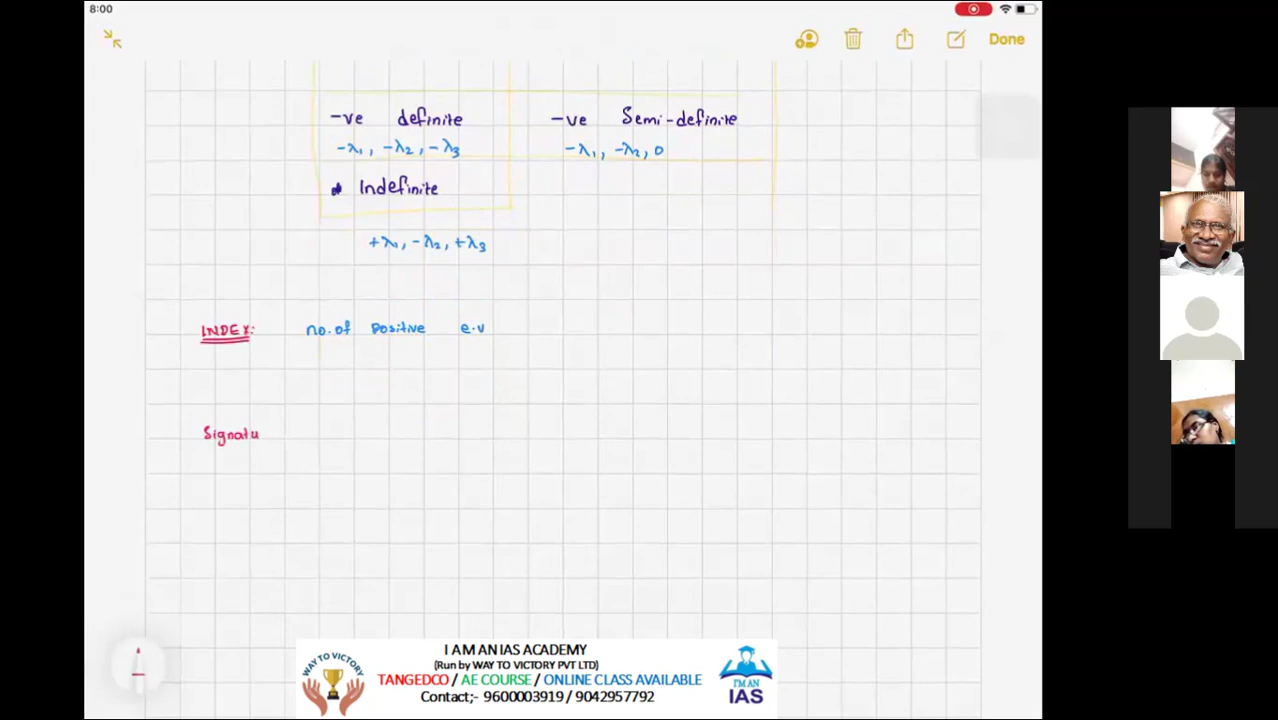 8:00
Done
-ve definite -ve Semi-definite
-λ1, -λ2, -λ3 -λ1, -λ2, 0
Indefinite
+λ1, -λ2, +λ3
INDEX: no. of Positive e.v
Signatu
WAY TO VICTORY
I AM AN IAS ACADEMY
(Run by WAY TO VICTORY PVT LTD)
TANGEDCO / AE COURSE / ONLINE CLASS AVAILABLE
Contact;- 9600003919 / 9042957792
I'M AN
IAS